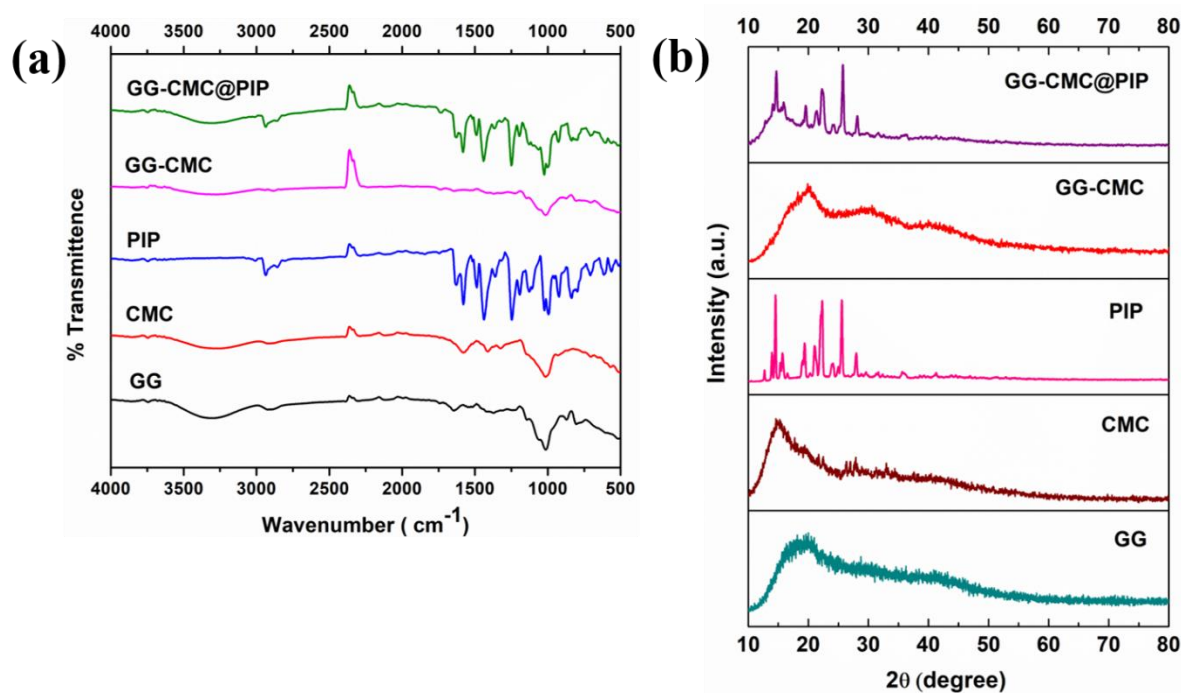 (a)
4000 3500 3000 2500 2000 1500 1000 500
GG-CMC@PIP
GG-CMC
PIP
CMC
GG
% Transmittence
4000 3500 3000 2500 2000 1500 1000 500
Wavenumber ( cm-1)
(b)
10 20 30 40 50 60 70 80
GG-CMC@PIP
GG-CMC
PIP
CMC
GG
Intensity (a.u.)
10 20 30 40 50 60 70 80
2θ (degree)